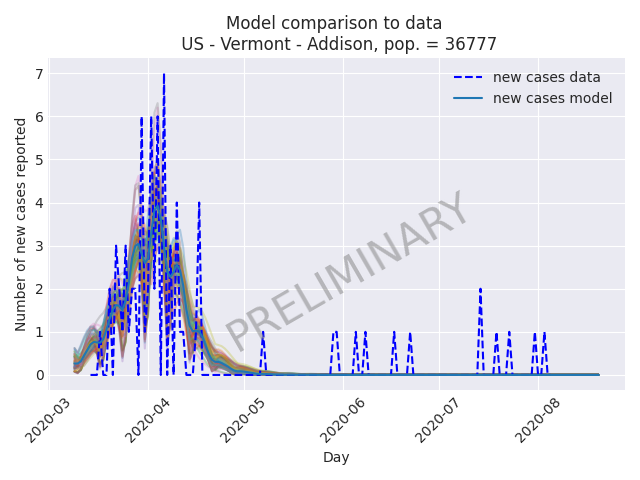 Model comparison to data
US - Vermont - Addison, pop. = 36777
new cases data
new cases model
Number of new cases reported
7
6
5
4
3
2
1
0
PRELIMINARY
2020-03
2020-04
2020-05
2020-06
2020-07
2020-08
Day